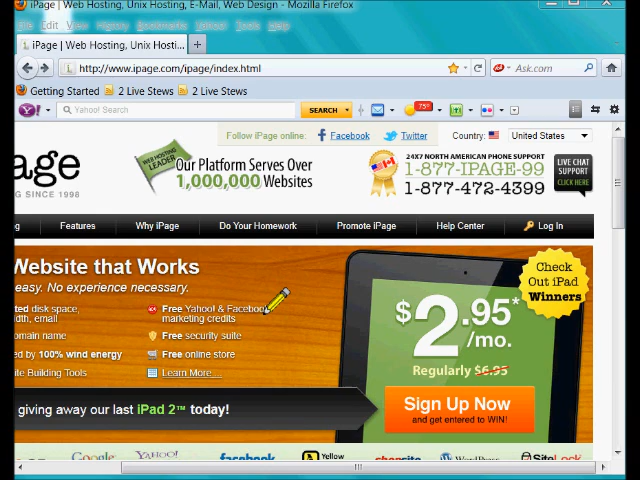 iPage | Web Hosting, Unix Hosting, E-Mail, Web Design - Mozilla Firefox
File Edit View History Bookmarks Yahoo! Tools Help
iPage | Web Hosting, Unix Hosti...
http://www.ipage.com/ipage/index.html
Ask.com
Getting Started 2 Live Stews 2 Live Stews
Y! Yahoo! Search SEARCH 75°
Follow iPage online: Facebook Twitter Country: United States
age
SINCE 1998
WEB HOSTING LEADER
Our Platform Serves Over
1,000,000 Websites
24X7 NORTH AMERICAN PHONE SUPPORT
1-877-IPAGE-99
1-877-472-4399
LIVE CHAT
SUPPORT
CLICK HERE
Features Why iPage Do Your Homework Promote iPage Help Center Log In
Website that Works
easy. No experience necessary.
disk space,
email
domain name
ed by 100% wind energy
ite Building Tools
Free Yahoo & Facebook
marketing credits
Free security suite
Free online store
Learn More...
giving away our last iPad 2™ today!
Check
Out iPad
Winners
$2.95*
/mo.
Regularly $6.95
Sign Up Now
and get entered to WIN!
Google YAHOO! facebook Yellow shopsite WordPress SiteLock